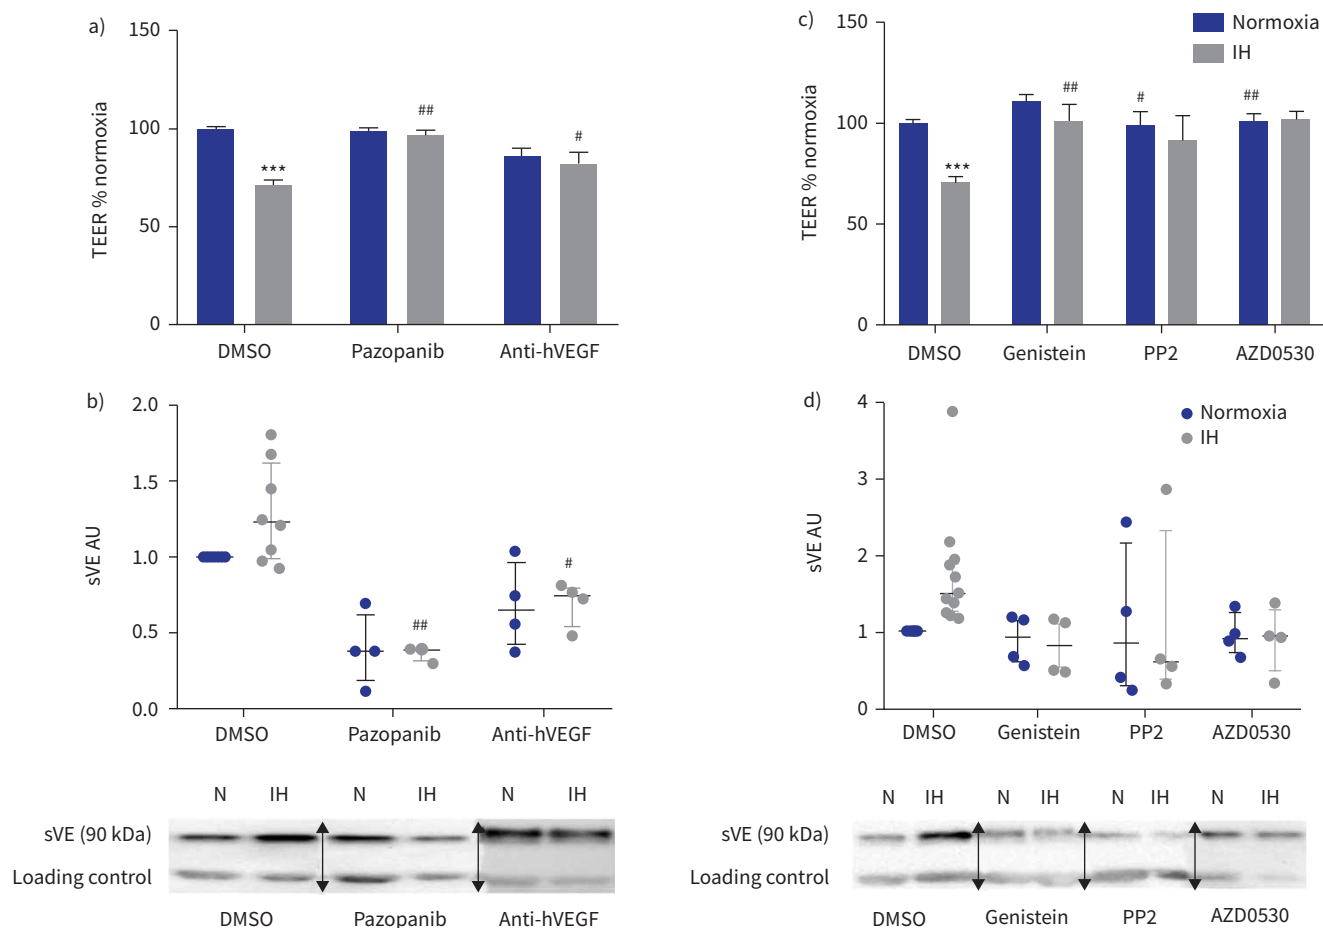 a)
150
100
50
0
TEER % normoxia
***
##
#
DMSO
Pazopanib
Anti-hVEGF
c)
150
100
50
0
TEER % normoxia
Normoxia
IH
***
##
#
##
DMSO
Genistein
PP2
AZD0530
b)
2.0
1.5
1.0
0.5
0.0
sVE AU
##
#
DMSO
Pazopanib
Anti-hVEGF
N IH N IH N IH
sVE (90 kDa)
Loading control
DMSO
Pazopanib
Anti-hVEGF
d)
4
3
2
1
0
sVE AU
Normoxia
IH
DMSO
Genistein
PP2
AZD0530
N IH N IH N IH N IH
sVE (90 kDa)
Loading control
DMSO
Genistein
PP2
AZD0530